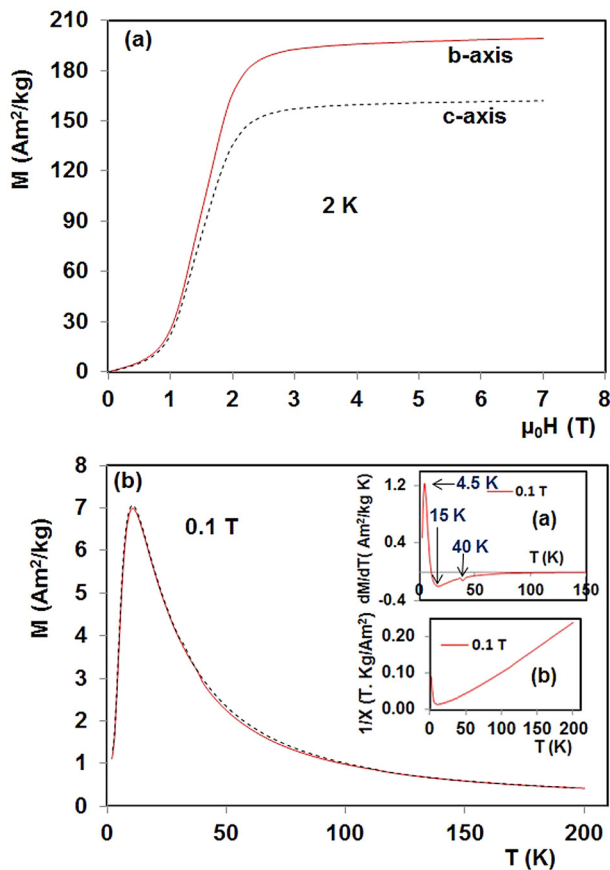 (a)
210
180
150
120
90
60
30
0
M (Am²/kg)
b-axis
c-axis
2 K
0 1 2 3 4 5 6 7 8
µ₀H (T)
(b)
8
7
6
5
4
3
2
1
0
M (Am²/kg)
0.1 T
0 50 100 150 200
T (K)
1.2
0.4
-0.4
dM/dT( Am²/kg K)
4.5 K
0.1 T
15 K
(a)
40 K
T (K)
0 50 100 150
0.20
0.10
0.00
1/X (T. Kg/Am²)
0.1 T
(b)
0 50 100 150 200
T (K)